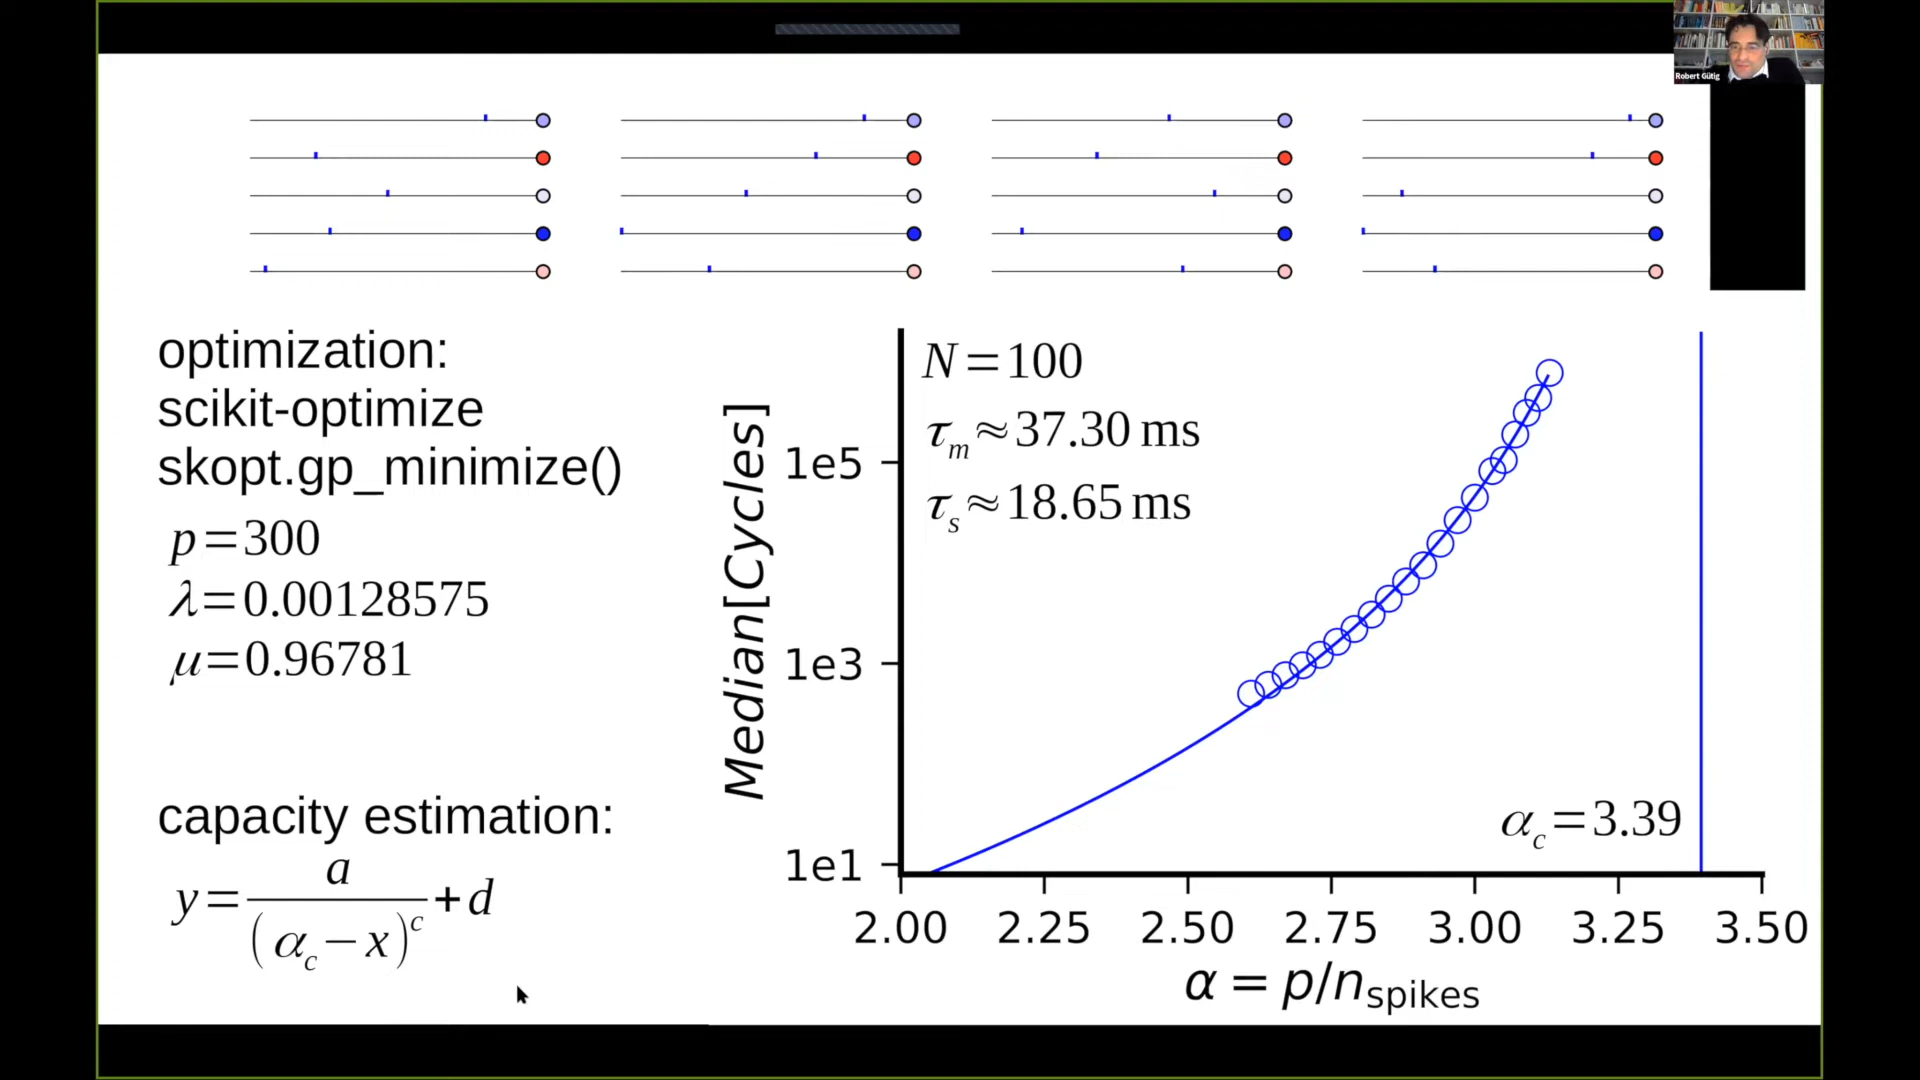 Robert Gütig
optimization:
scikit-optimize
skopt.gp_minimize()
p=300
λ=0.00128575
μ=0.96781
capacity estimation:
y=a/(α_c−x)^c+d
N=100
τ_m≈37.30 ms
τ_s≈18.65 ms
Median[Cycles]
1e5
1e3
1e1
α_c=3.39
2.00 2.25 2.50 2.75 3.00 3.25 3.50
α = p/n_spikes